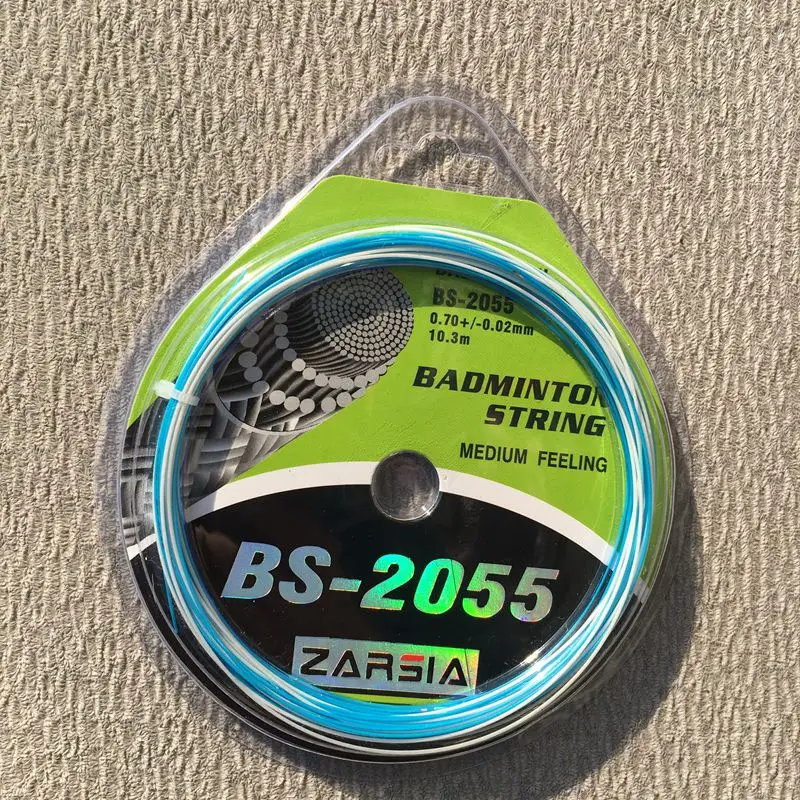 BS-2055
0.70+/-0.02mm
10.3m
BADMINTON
STRING
MEDIUM FEELING
BS-2055
ZARSIA